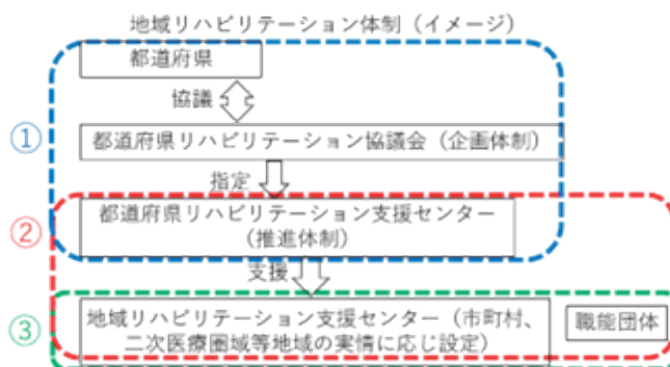 地域リハビリテーション体制（イメージ）
都道府県
協議
①
都道府県リハビリテーション協議会（企画体制）
指定
②
都道府県リハビリテーション支援センター
（推進体制）
支援
③
地域リハビリテーション支援センター（市町村、
二次医療圏域等地域の実情に応じ設定）
職能団体